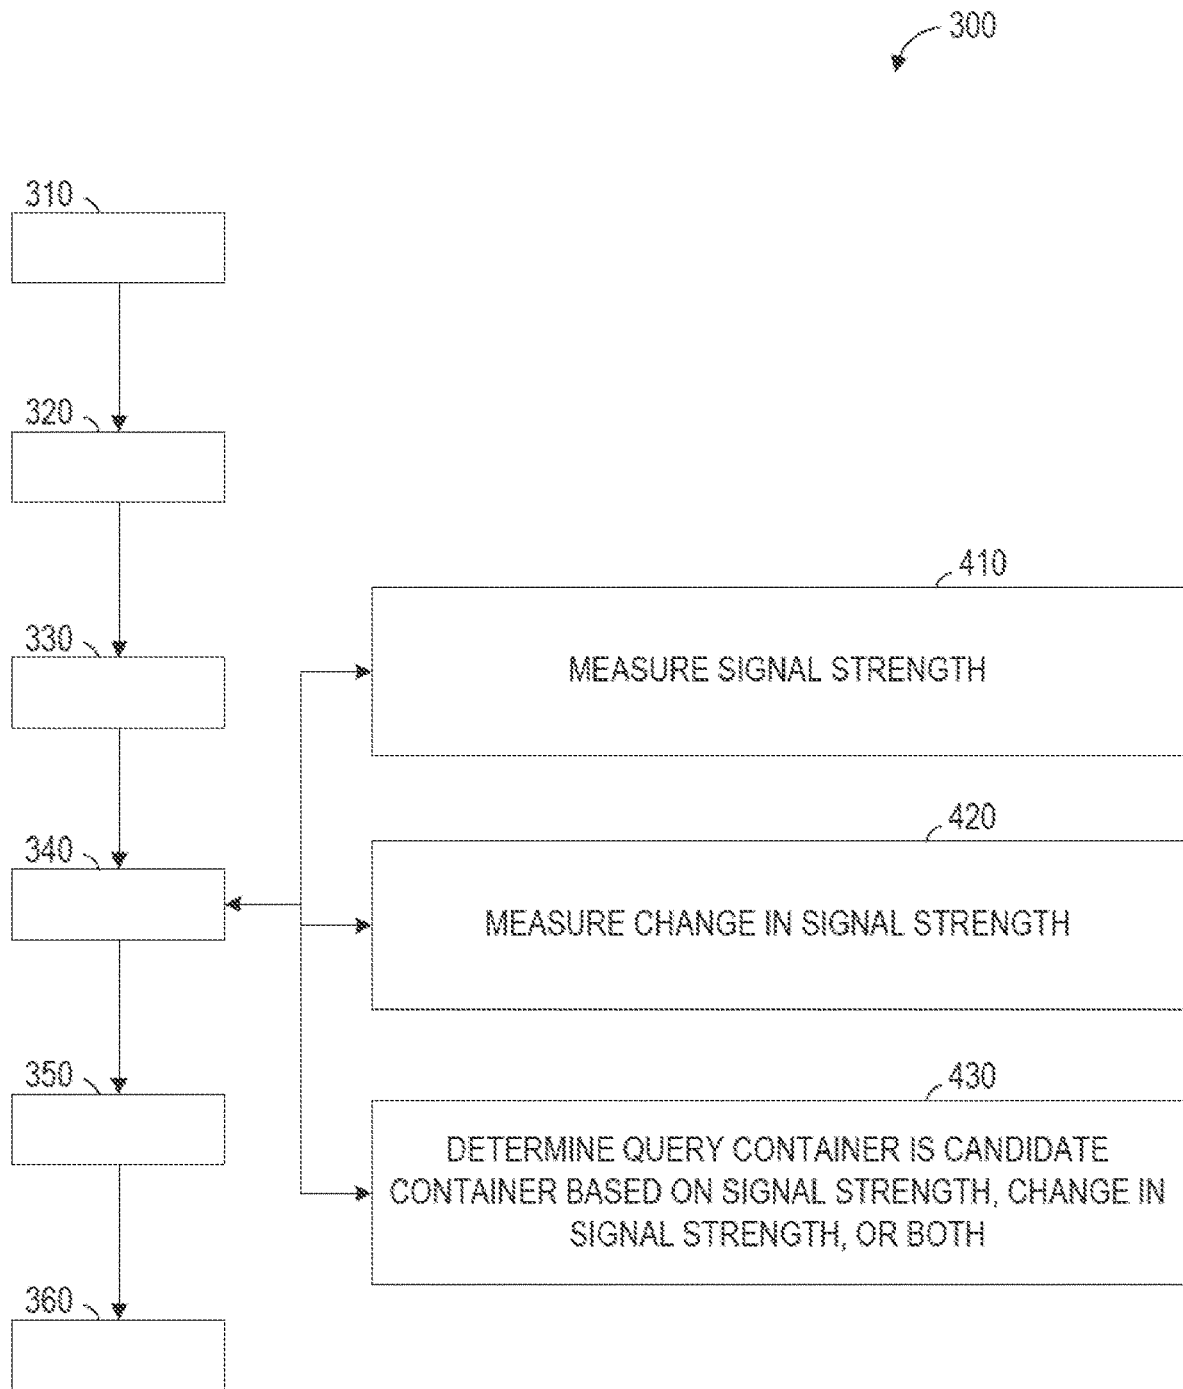 300
310
320
330
340
350
360
410
MEASURE SIGNAL STRENGTH
420
MEASURE CHANGE IN SIGNAL STRENGTH
430
DETERMINE QUERY CONTAINER IS CANDIDATE
CONTAINER BASED ON SIGNAL STRENGTH, CHANGE IN
SIGNAL STRENGTH, OR BOTH